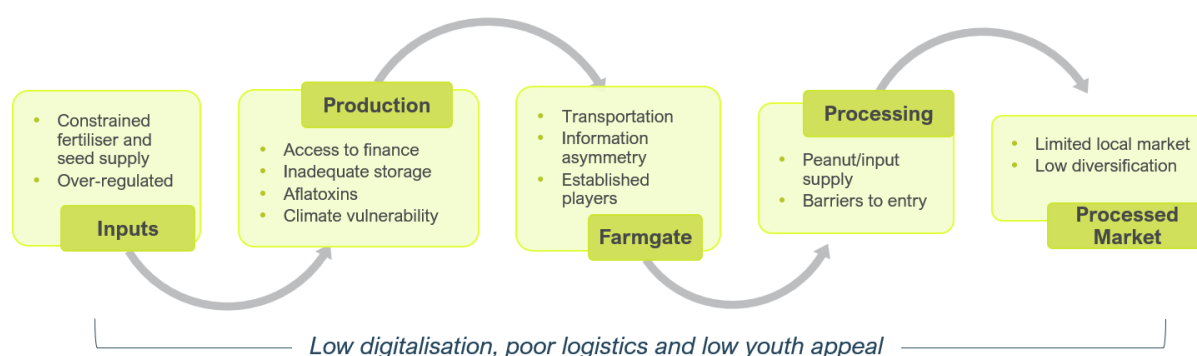 • Constrained
fertiliser and
seed supply
• Over-regulated
Inputs
Production
• Access to finance
• Inadequate storage
• Aflatoxins
• Climate vulnerability
• Transportation
• Information
asymmetry
• Established
players
Farmgate
Processing
• Peanut/input
supply
• Barriers to entry
• Limited local market
• Low diversification
Processed
Market
Low digitalisation, poor logistics and low youth appeal